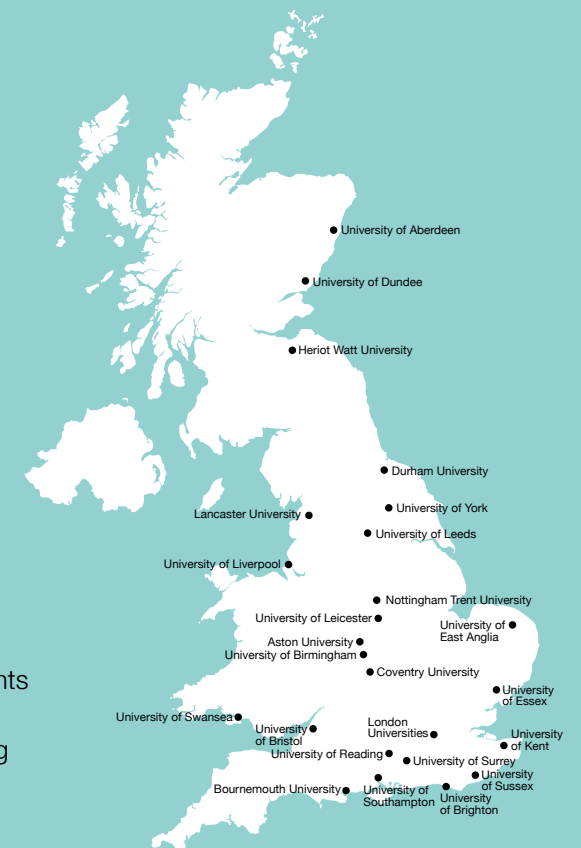 University of Aberdeen
University of Dundee
Heriot Watt University
Durham University
University of York
Lancaster University
University of Leeds
University of Liverpool
Nottingham Trent University
University of Leicester
University of
East Anglia
Aston University
University of Birmingham
Coventry University
nts
University
of Essex
University of Swansea
University
of Bristol
London
Universities
University
of Kent
g
University of Reading
University of Surrey
University
of Sussex
Bournemouth University
University of
Southampton
University
of Brighton